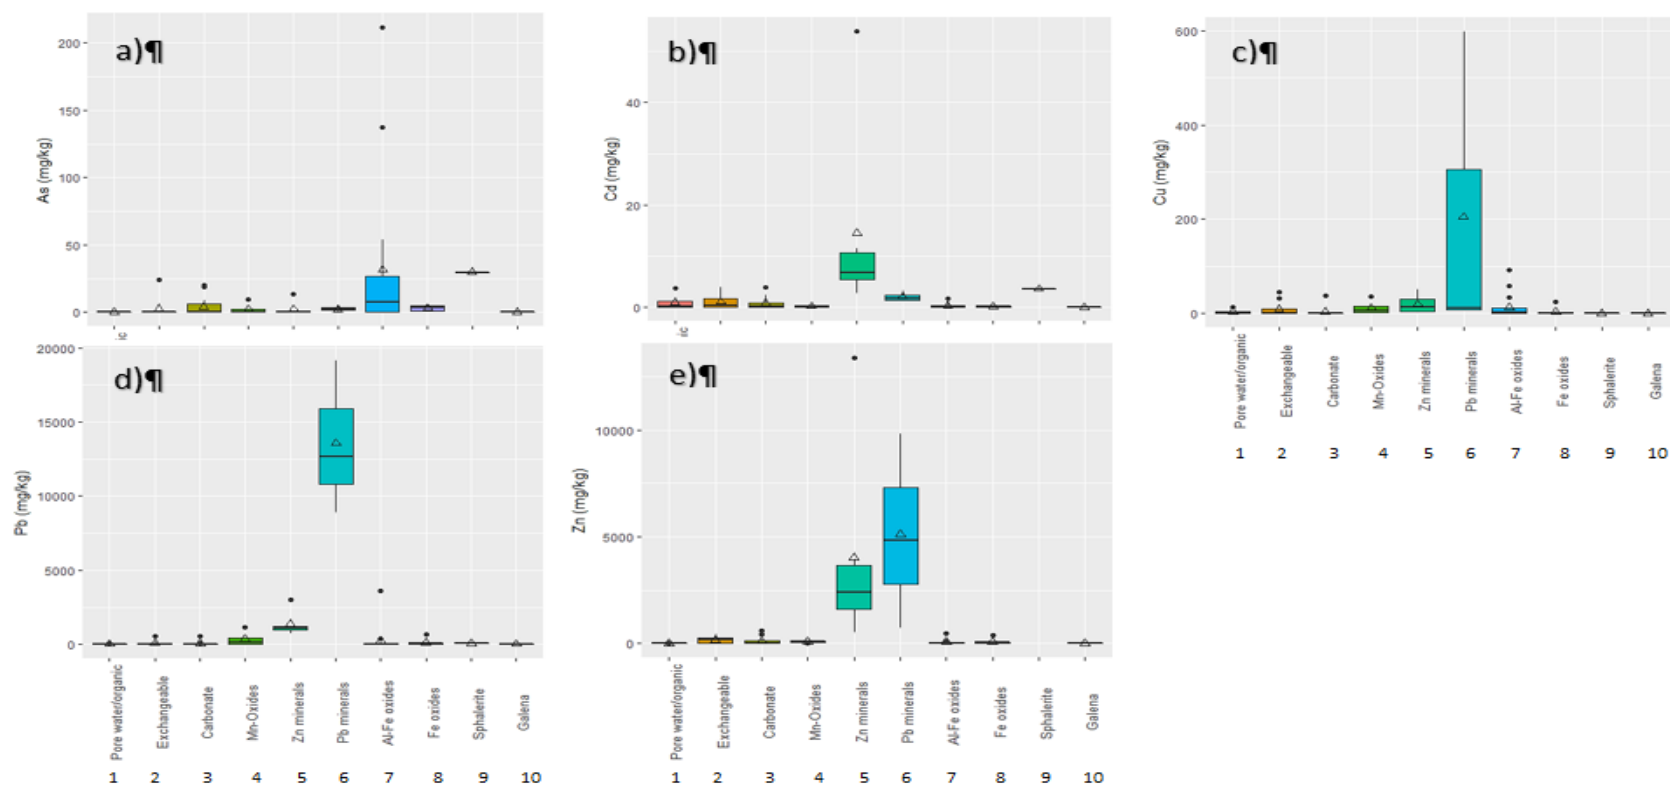 a)¶
As (mg/kg)
200
150
100
50
0
ic
b)¶
Cd (mg/kg)
40
20
0
ic
c)¶
Cu (mg/kg)
600
400
200
0
Pore water/organic
Exchangeable
Carbonate
Mn-Oxides
Zn minerals
Pb minerals
Al-Fe oxides
Fe oxides
Sphalerite
Galena
1 2 3 4 5 6 7 8 9 10
d)¶
Pb (mg/kg)
20000
15000
10000
5000
0
Pore water/organic
Exchangeable
Carbonate
Mn-Oxides
Zn minerals
Pb minerals
Al-Fe oxides
Fe oxides
Sphalerite
Galena
1 2 3 4 5 6 7 8 9 10
e)¶
Zn (mg/kg)
10000
5000
0
Pore water/organic
Exchangeable
Carbonate
Mn-Oxides
Zn minerals
Pb minerals
Al-Fe oxides
Fe oxides
Sphalerite
Galena
1 2 3 4 5 6 7 8 9 10